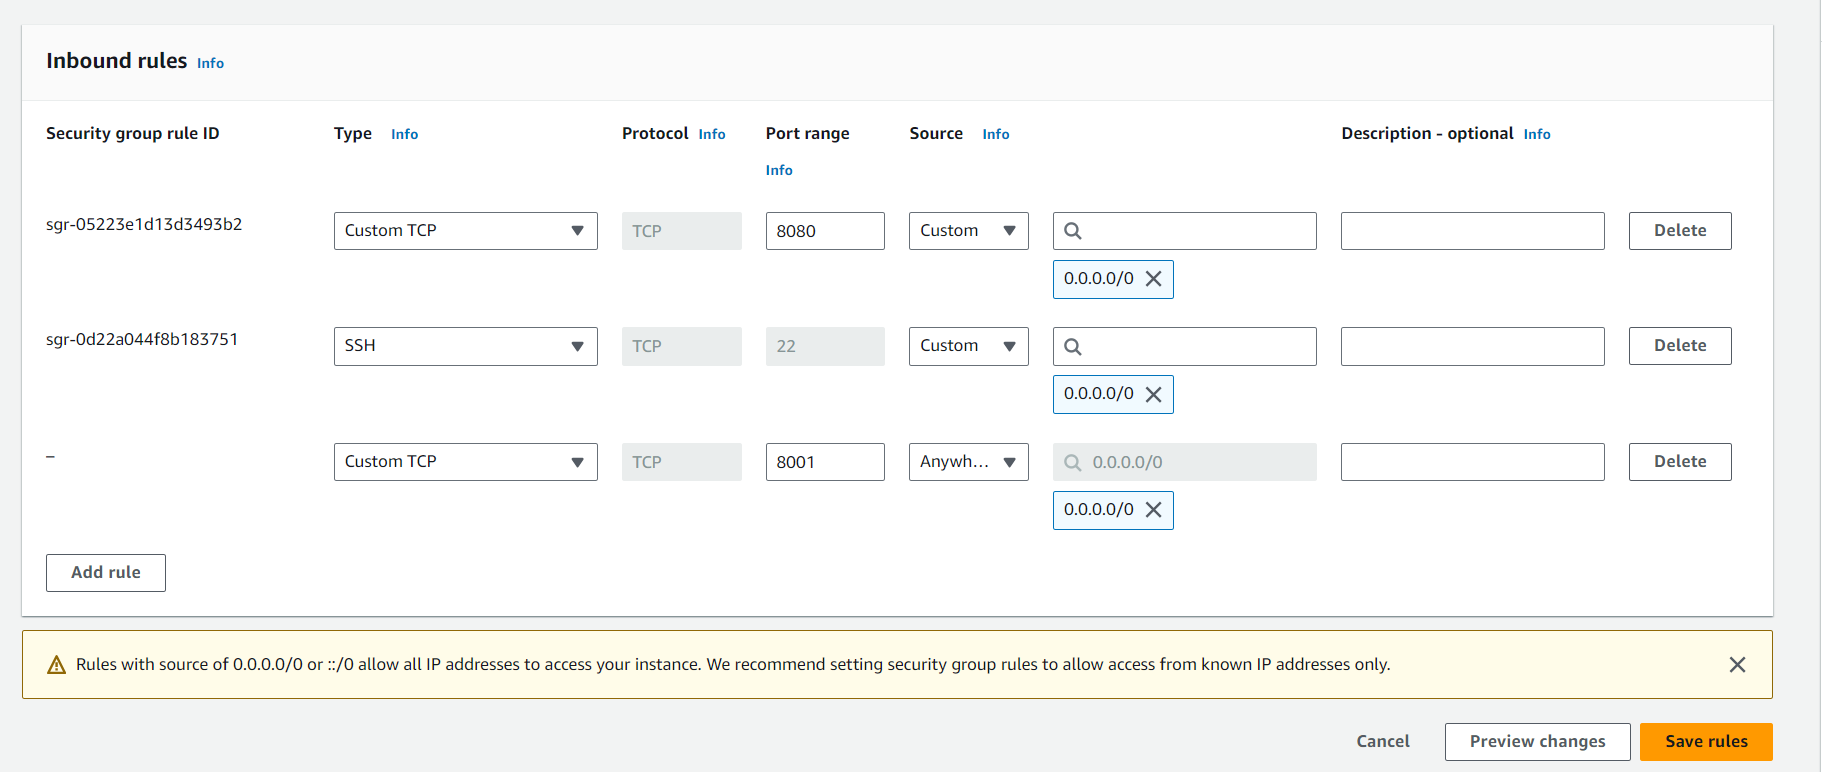 Inbound rules Info
Security group rule ID Type Info Protocol Info Port range Info Source Info Description - optional Info
sgr-05223e1d13d3493b2 Custom TCP TCP 8080 Custom Delete
0.0.0.0/0
sgr-0d22a044f8b183751 SSH TCP 22 Custom Delete
0.0.0.0/0
– Custom TCP TCP 8001 Anywh... 0.0.0.0/0 Delete
0.0.0.0/0
Add rule
Rules with source of 0.0.0.0/0 or ::/0 allow all IP addresses to access your instance. We recommend setting security group rules to allow access from known IP addresses only.
Cancel Preview changes Save rules